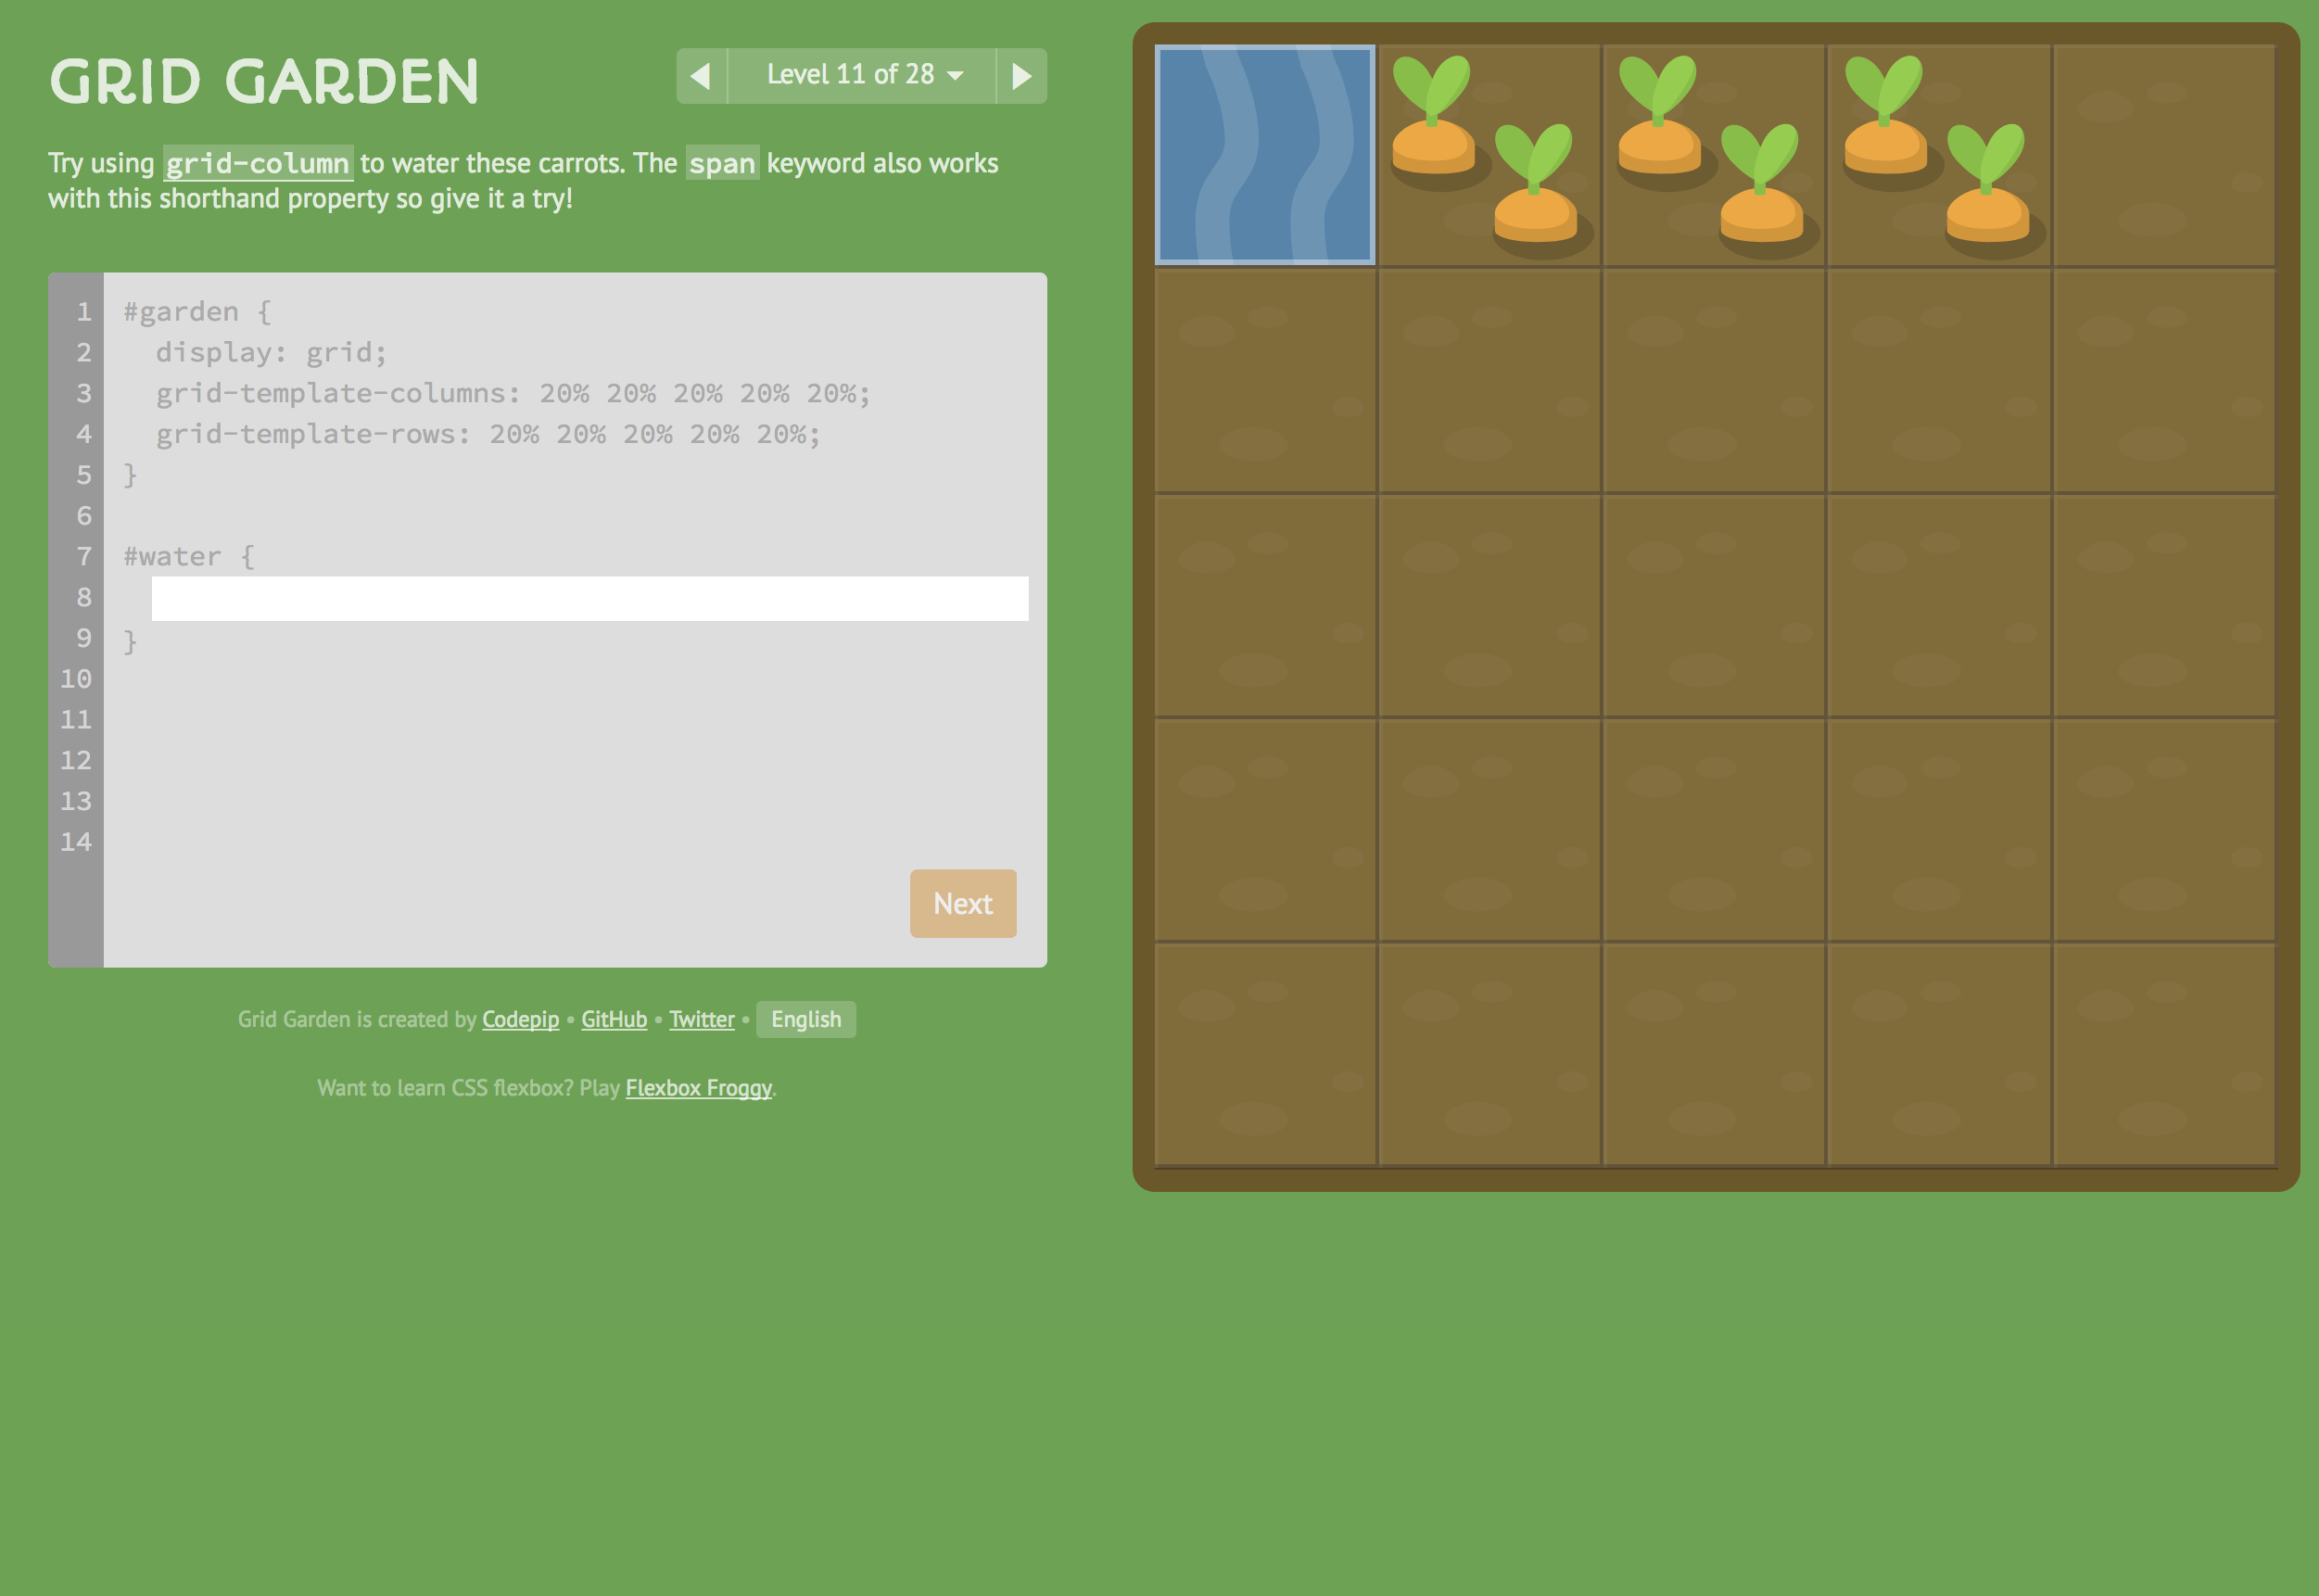 GRID GARDEN
Level 11 of 28
Try using grid-column to water these carrots. The span keyword also works
with this shorthand property so give it a try!
1 #garden {
2 display: grid;
3 grid-template-columns: 20% 20% 20% 20% 20%;
4 grid-template-rows: 20% 20% 20% 20% 20%;
5 }
6
7 #water {
8
9 }
10
11
12
13
14
Next
Grid Garden is created by Codepip • GitHub • Twitter • English
Want to learn CSS flexbox? Play Flexbox Froggy.